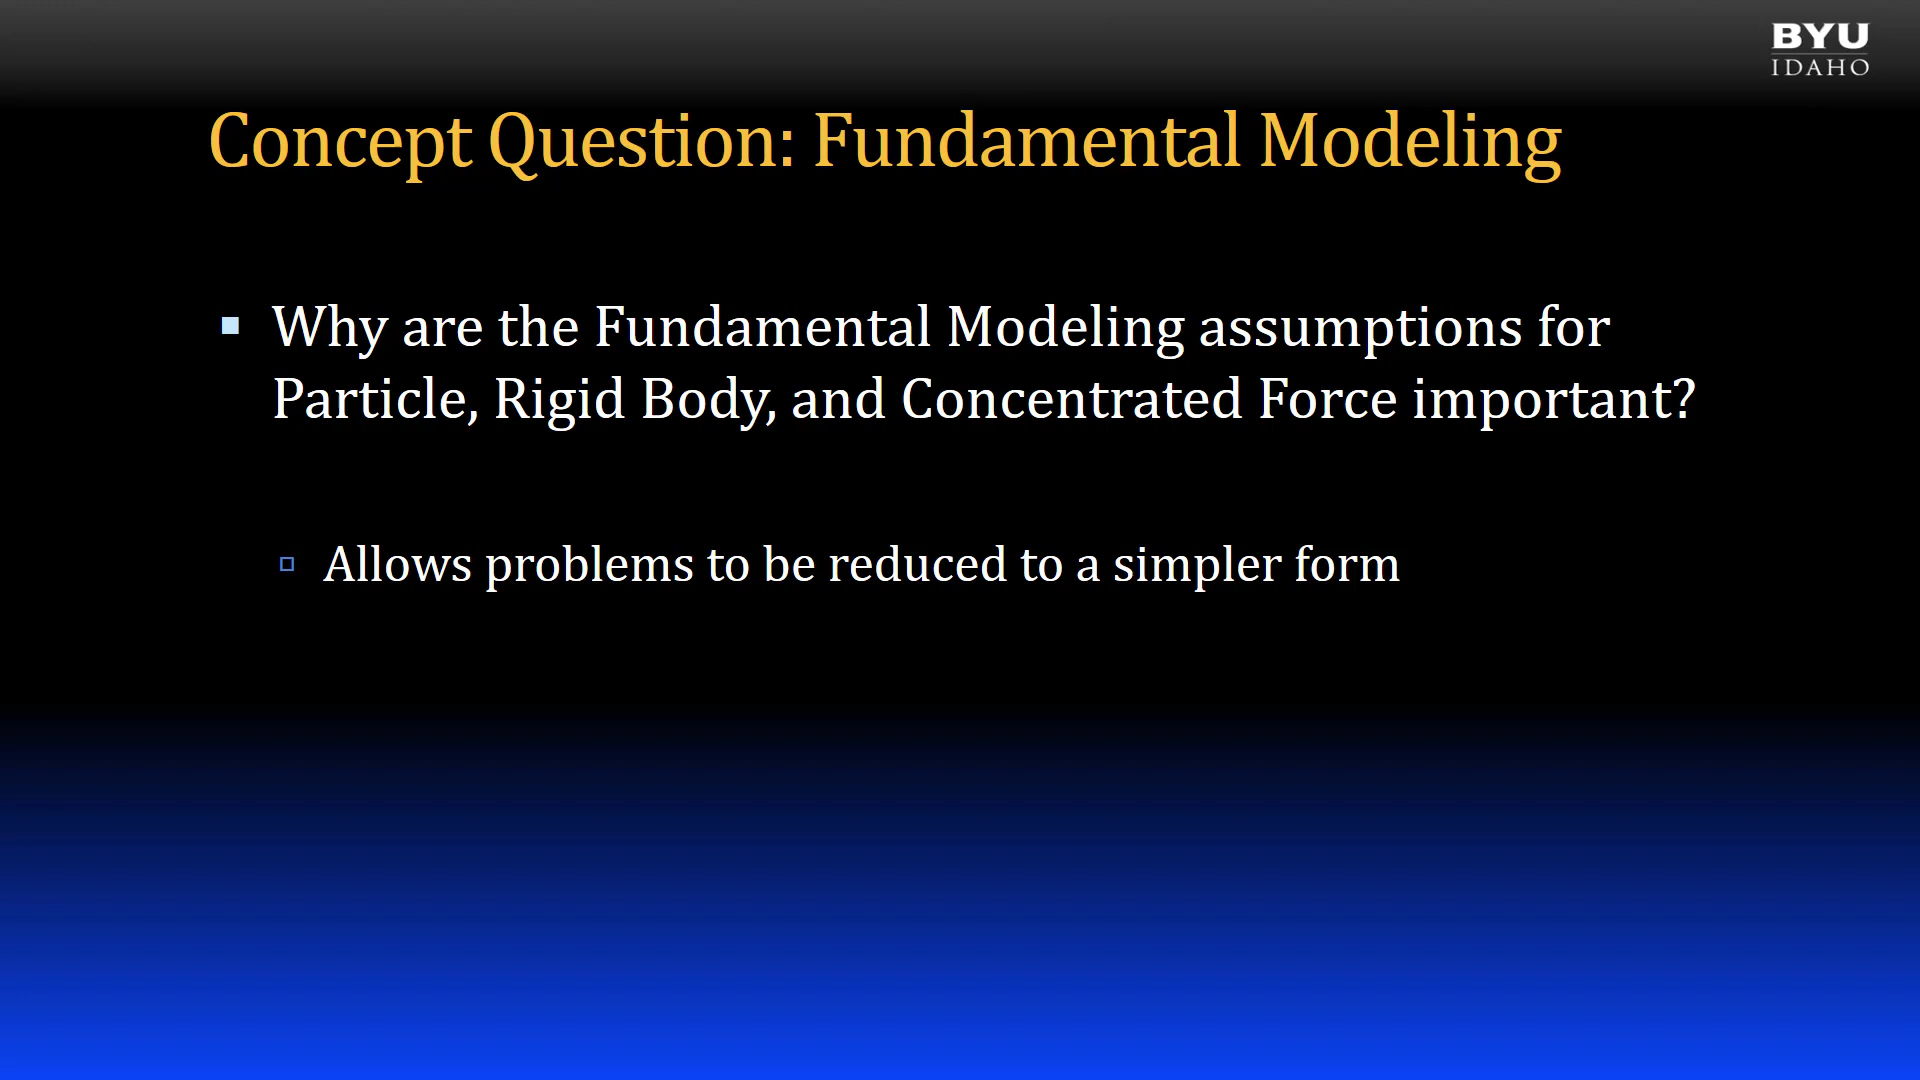 BYU
IDAHO
Concept Question: Fundamental Modeling
Why are the Fundamental Modeling assumptions for
Particle, Rigid Body, and Concentrated Force important?
Allows problems to be reduced to a simpler form